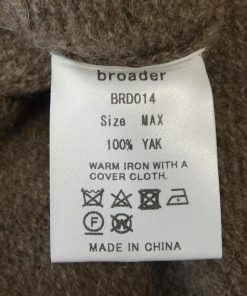 broader
BRD014
Size MAX
100% YAK
WARM IRON WITH A
COVER CLOTH.
MADE IN CHINA